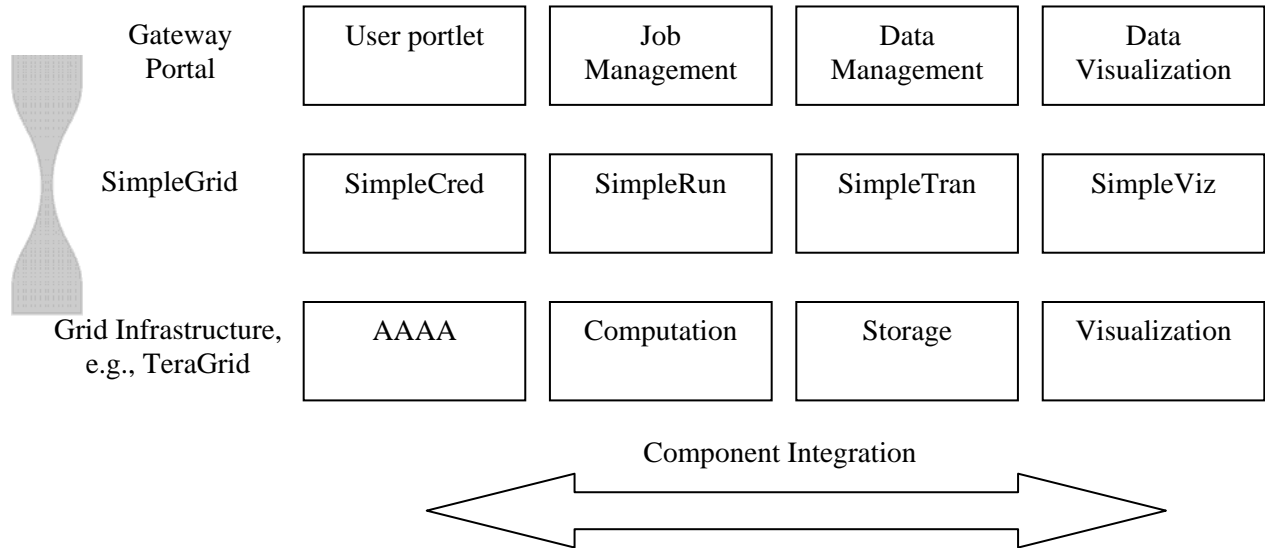 Gateway
Portal
User portlet
Job
Management
Data
Management
Data
Visualization
SimpleGrid
SimpleCred
SimpleRun
SimpleTran
SimpleViz
Grid Infrastructure,
e.g., TeraGrid
AAAA
Computation
Storage
Visualization
Component Integration